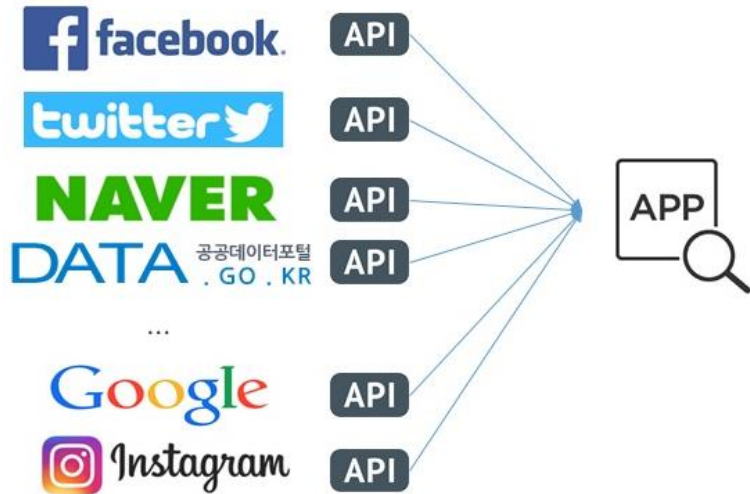 facebook.
API
twitter
API
NAVER
API
DATA 공공데이터포털
.GO.KR
API
...
Google
API
Instagram
API
APP